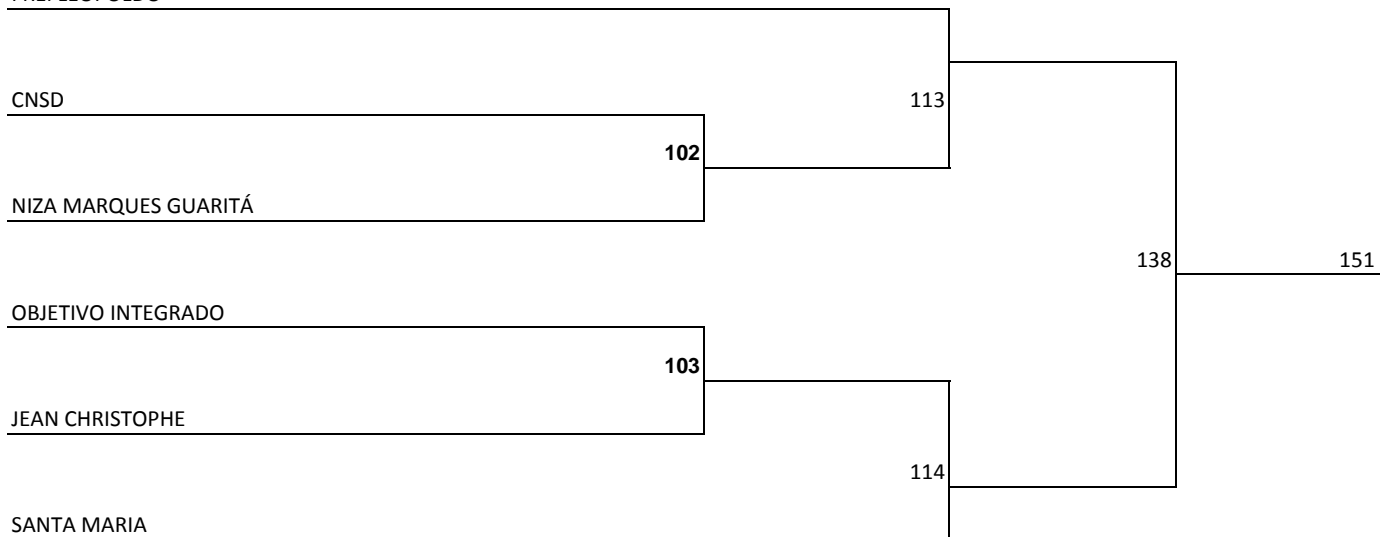 CNSD
113
102
NIZA MARQUES GUARITÁ
138
151
OBJETIVO INTEGRADO
103
JEAN CHRISTOPHE
114
SANTA MARIA